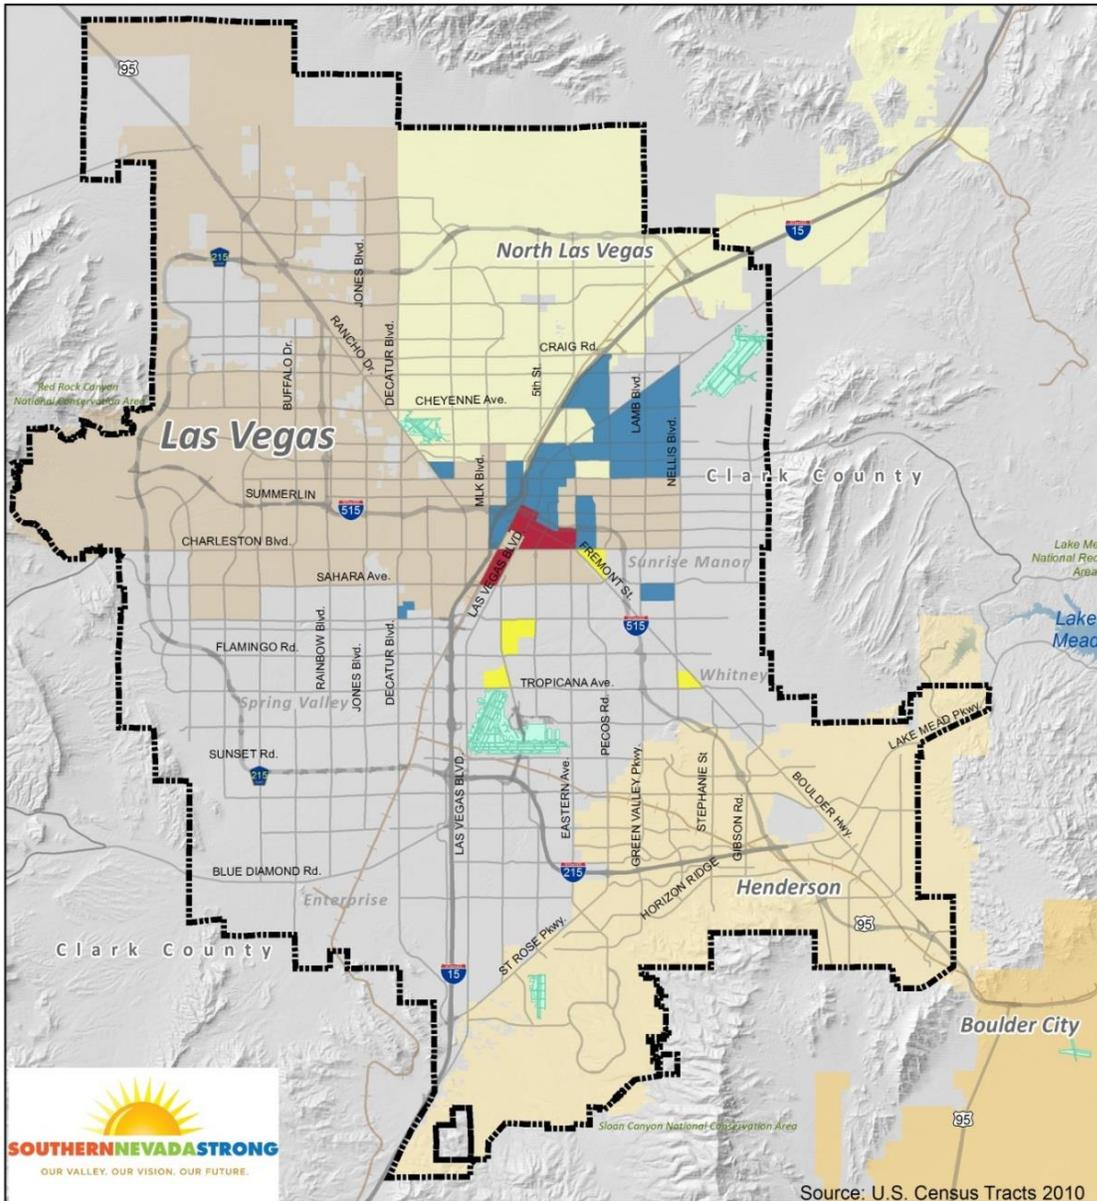 95
North Las Vegas
15
215
JONES Blvd.
RANCHO Dr.
DECATUR Blvd.
BUFFALO Dr.
CRAIG Rd.
5th St.
LAMB Blvd.
Red Rock Canyon
National Conservation Area
CHEYENNE Ave.
Las Vegas
NELLIS Blvd.
MLK Blvd.
Clark County
SUMMERLIN
515
CHARLESTON Blvd.
LAS VEGAS BLVD
FREMONT St.
Sunrise Manor
Lake Me
National Rec
Area
SAHARA Ave.
Lake
Mead
515
RAINBOW Blvd.
JONES Blvd.
DECATUR Blvd.
FLAMINGO Rd.
Whitney
TROPICANA Ave.
Spring Valley
PECOS Rd.
LAKE MEAD Pkwy.
SUNSET Rd.
215
LAS VEGAS BLVD
EASTERN Ave.
GREEN VALLEY Pkwy.
STEPHANIE St
GIBSON Rd.
BOULDER Hwy.
BLUE DIAMOND Rd.
215
HORIZON RIDGE
Henderson
Enterprise
95
Clark County
ST ROSE Pkwy.
15
Boulder City
95
Sloan Canyon National Conservation Area
SOUTHERNNEVADASTRONG
OUR VALLEY. OUR VISION. OUR FUTURE.
Source: U.S. Census Tracts 2010